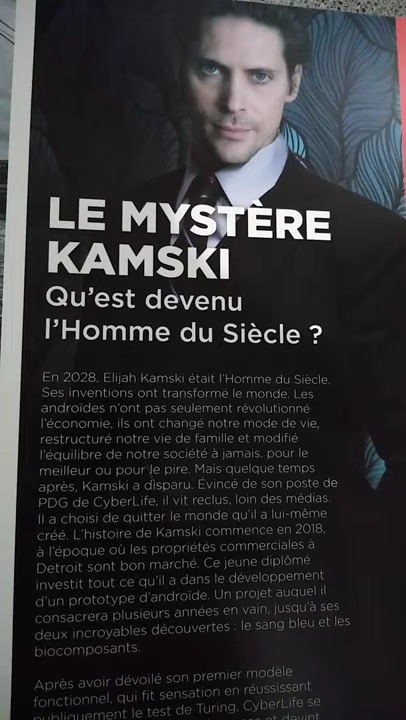 LE MYSTÈRE
KAMSKI
Qu'est devenu
l'Homme du Siècle ?
En 2028, Elijah Kamski était l'Homme du Siècle.
Ses inventions ont transformé le monde. Les
androïdes n'ont pas seulement révolutionné
l'économie, ils ont changé notre mode de vie,
restructuré notre vie de famille et modifié
l'équilibre de notre société à jamais, pour le
meilleur ou pour le pire. Mais quelque temps
après, Kamski a disparu. Évincé de son poste de
PDG de CyberLife, il vit reclus, loin des médias.
Il a choisi de quitter le monde qu'il a lui-même
créé. L'histoire de Kamski commence en 2018,
à l'époque où les propriétés commerciales à
Detroit sont bon marché. Ce jeune diplômé
investit tout ce qu'il a dans le développement
d'un prototype d'androïde. Un projet auquel il
consacrera plusieurs années en vain, jusqu'à ses
deux incroyables découvertes : le sang bleu et les
biocomposants.
Après avoir dévoilé son premier modèle
fonctionnel, qui fit sensation en réussissant
publiquement le test de Turing, CyberLife se
et devint